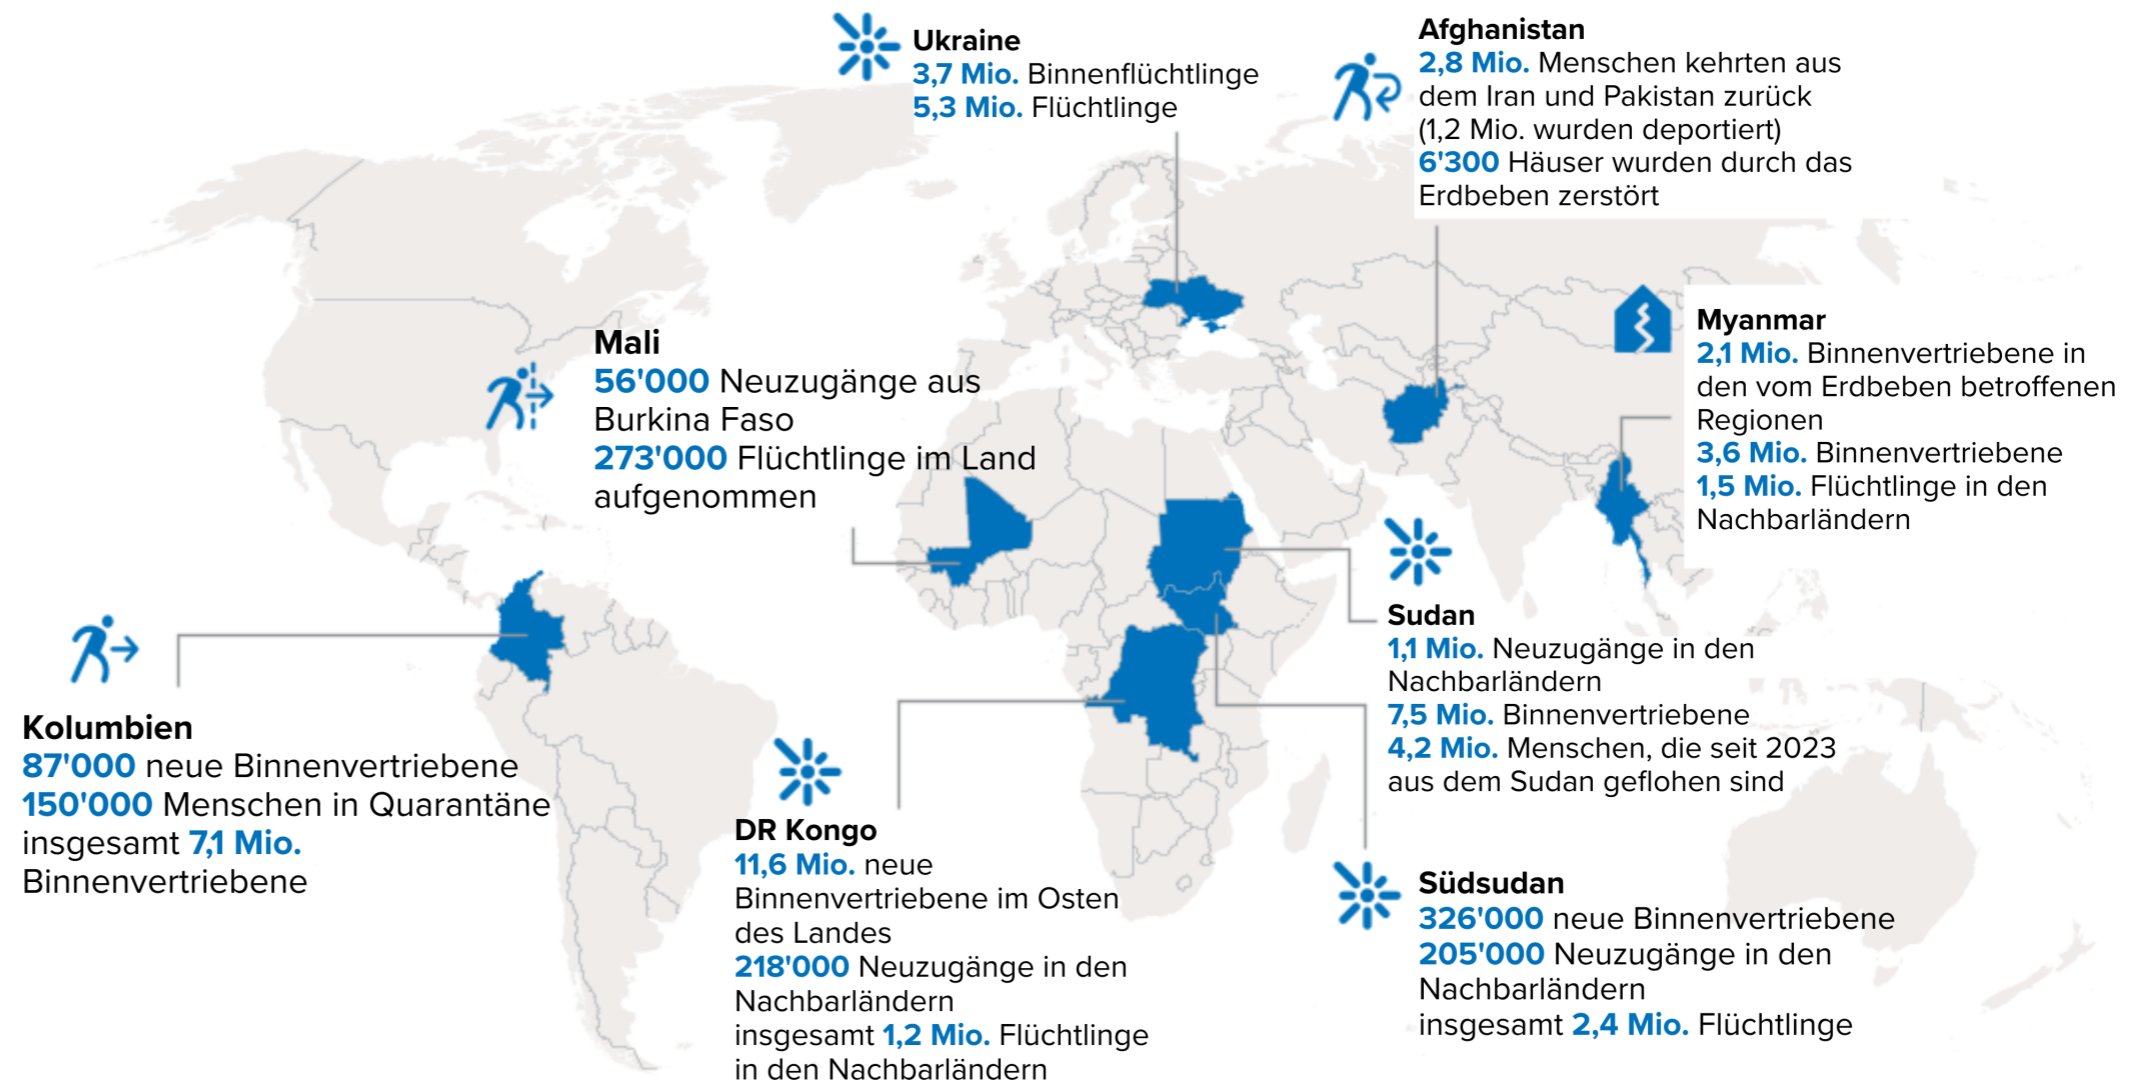 Ukraine
3,7 Mio. Binnenflüchtlinge
5,3 Mio. Flüchtlinge
Afghanistan
2,8 Mio. Menschen kehrten aus
dem Iran und Pakistan zurück
(1,2 Mio. wurden deportiert)
6'300 Häuser wurden durch das
Erdbeben zerstört
Mali
56'000 Neuzugänge aus
Burkina Faso
273'000 Flüchtlinge im Land
aufgenommen
Myanmar
2,1 Mio. Binnenvertriebene in
den vom Erdbeben betroffenen
Regionen
3,6 Mio. Binnenvertriebene
1,5 Mio. Flüchtlinge in den
Nachbarländern
Sudan
1,1 Mio. Neuzugänge in den
Nachbarländern
7,5 Mio. Binnenvertriebene
4,2 Mio. Menschen, die seit 2023
aus dem Sudan geflohen sind
Kolumbien
87'000 neue Binnenvertriebene
150'000 Menschen in Quarantäne
insgesamt 7,1 Mio.
Binnenvertriebene
DR Kongo
11,6 Mio. neue
Binnenvertriebene im Osten
des Landes
218'000 Neuzugänge in den
Nachbarländern
insgesamt 1,2 Mio. Flüchtlinge
in den Nachbarländern
Südsudan
326'000 neue Binnenvertriebene
205'000 Neuzugänge in den
Nachbarländern
insgesamt 2,4 Mio. Flüchtlinge